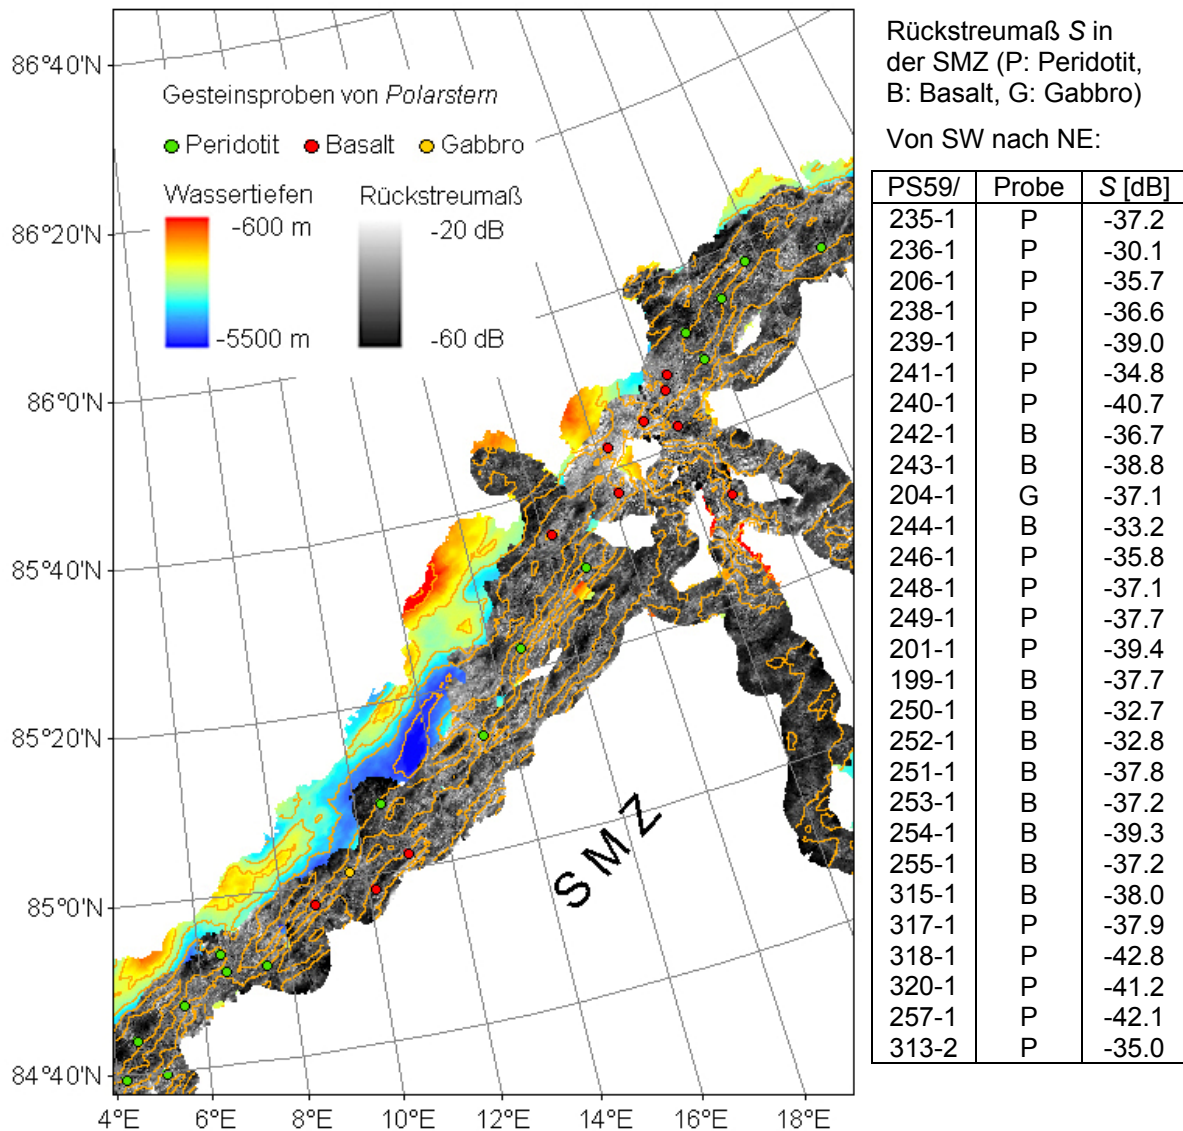 86°40'N
86°20'N
86°0'N
85°40'N
85°20'N
85°0'N
84°40'N
4°E 6°E 8°E 10°E 12°E 14°E 16°E 18°E
Gesteinsproben von Polarstern
Peridotit Basalt Gabbro
Wassertiefen Rückstreumaß
-600 m -20 dB
-5500 m -60 dB
SMZ
Rückstreumaß S in
der SMZ (P: Peridotit,
B: Basalt, G: Gabbro)
Von SW nach NE:
PS59/ Probe S [dB]
235-1 P -37.2
236-1 P -30.1
206-1 P -35.7
238-1 P -36.6
239-1 P -39.0
241-1 P -34.8
240-1 P -40.7
242-1 B -36.7
243-1 B -38.8
204-1 G -37.1
244-1 B -33.2
246-1 P -35.8
248-1 P -37.1
249-1 P -37.7
201-1 P -39.4
199-1 B -37.7
250-1 B -32.7
252-1 B -32.8
251-1 B -37.8
253-1 B -37.2
254-1 B -39.3
255-1 B -37.2
315-1 B -38.0
317-1 P -37.9
318-1 P -42.8
320-1 P -41.2
257-1 P -42.1
313-2 P -35.0